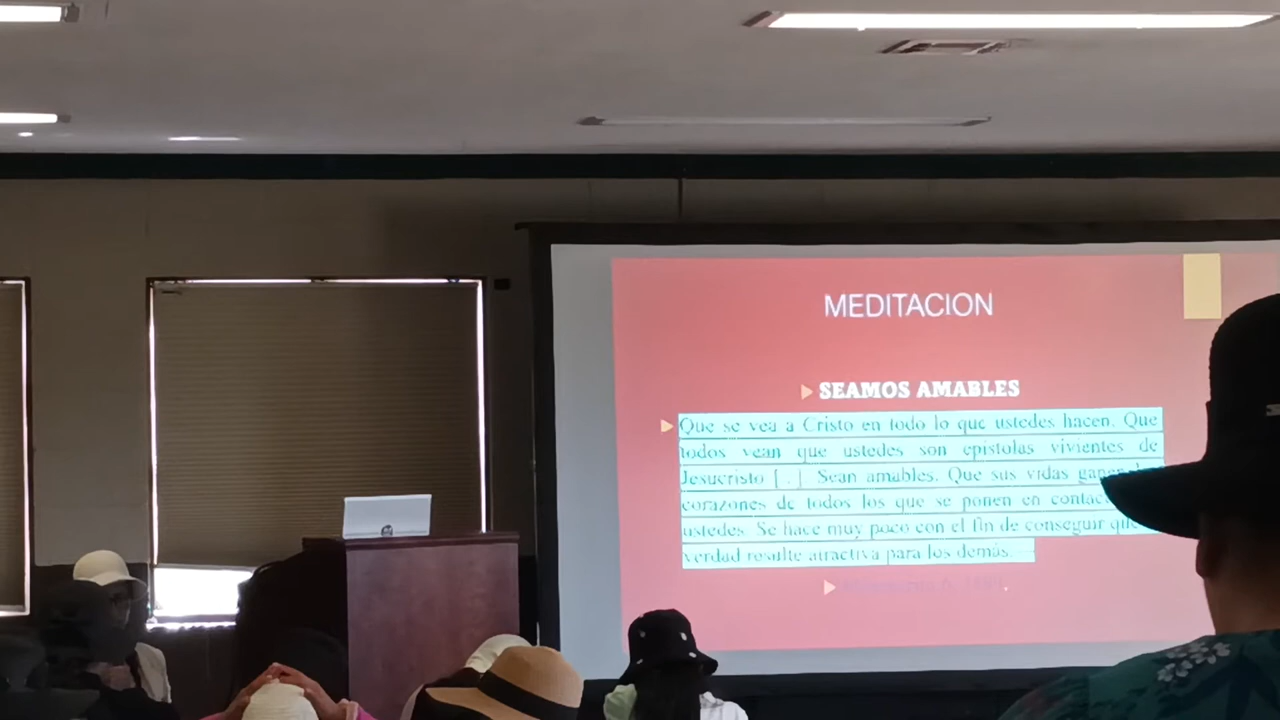 MEDITACION
SEAMOS AMABLES
Que se vea a Cristo en todo lo que ustedes hacen. Que
todos vean que ustedes son epístolas vivientes de
Jesucristo [.] Sean amables. Que sus vidas ganen
corazones de todos los que se ponen en
ustedes. Se hace muy poco con el fin de conseguir que
verdad resulte atractiva para los demás.